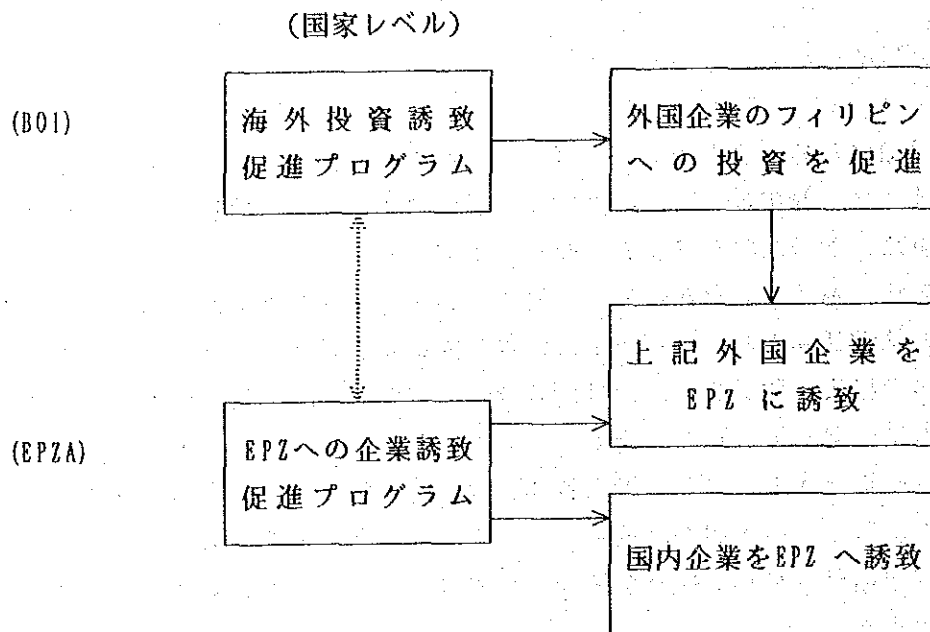 (国家レベル)
(BOI)
海外投資誘致
促進プログラム
外国企業のフィリピン
への投資を促進
上記外国企業を
EPZ に誘致
(EPZA)
EPZへの企業誘致
促進プログラム
国内企業をEPZ へ誘致